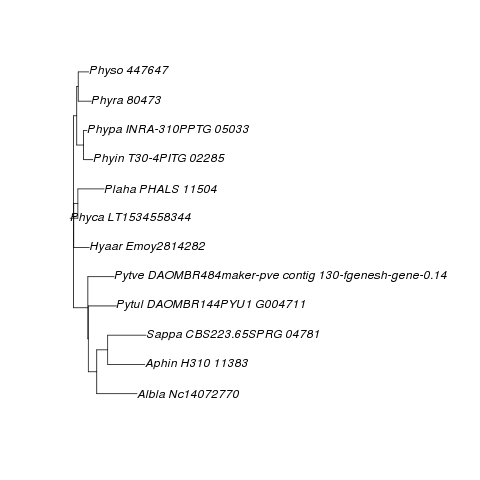 Physo 447647
Phyra 80473
Phypa INRA-310PPTG 05033
Phyin T30-4PITG 02285
Plaha PHALS 11504
Phyca LT1534558344
Hyaar Emoy2814282
Pytve DAOMBR484maker-pve contig 130-fgenesh-gene-0.14
Pytul DAOMBR144PYU1 G004711
Sappa CBS223.65SPRG 04781
Aphin H310 11383
Albla Nc14072770